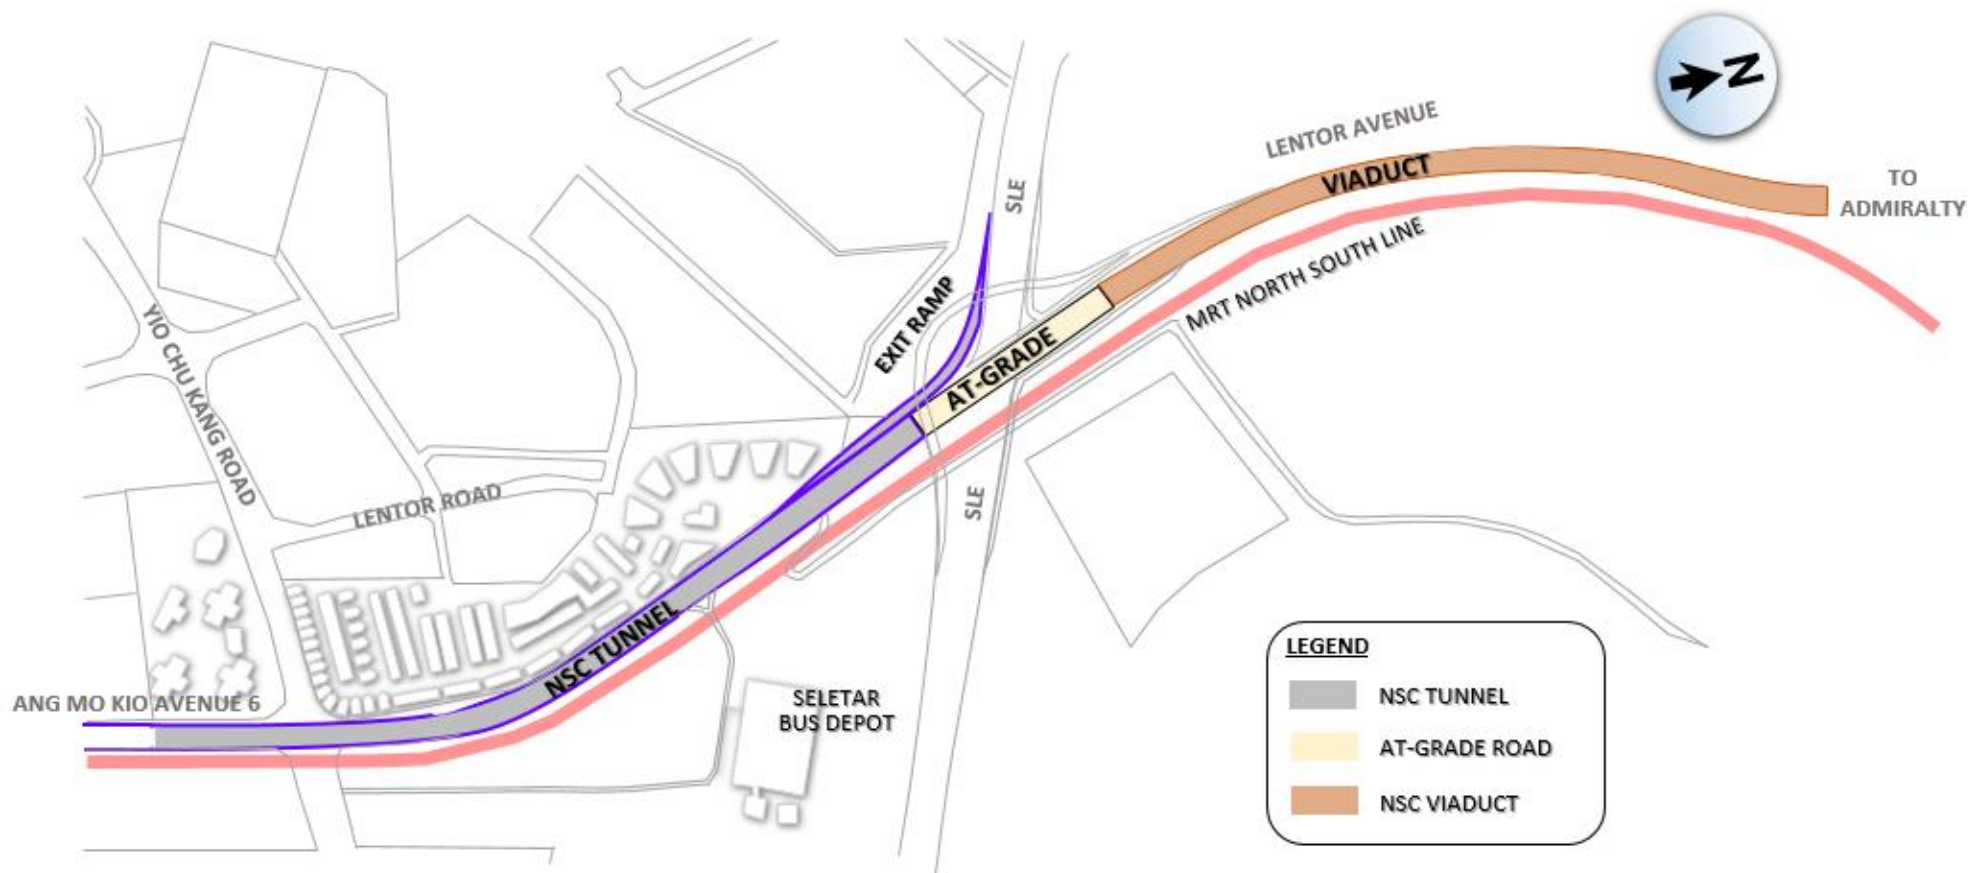 N
LENTOR AVENUE
VIADUCT
TO
ADMIRALTY
SLE
MRT NORTH SOUTH LINE
EXIT RAMP
AT-GRADE
YIO CHU KANG ROAD
LENTOR ROAD
SLE
NSC TUNNEL
ANG MO KIO AVENUE 6
SELETAR
BUS DEPOT
LEGEND
NSC TUNNEL
AT-GRADE ROAD
NSC VIADUCT